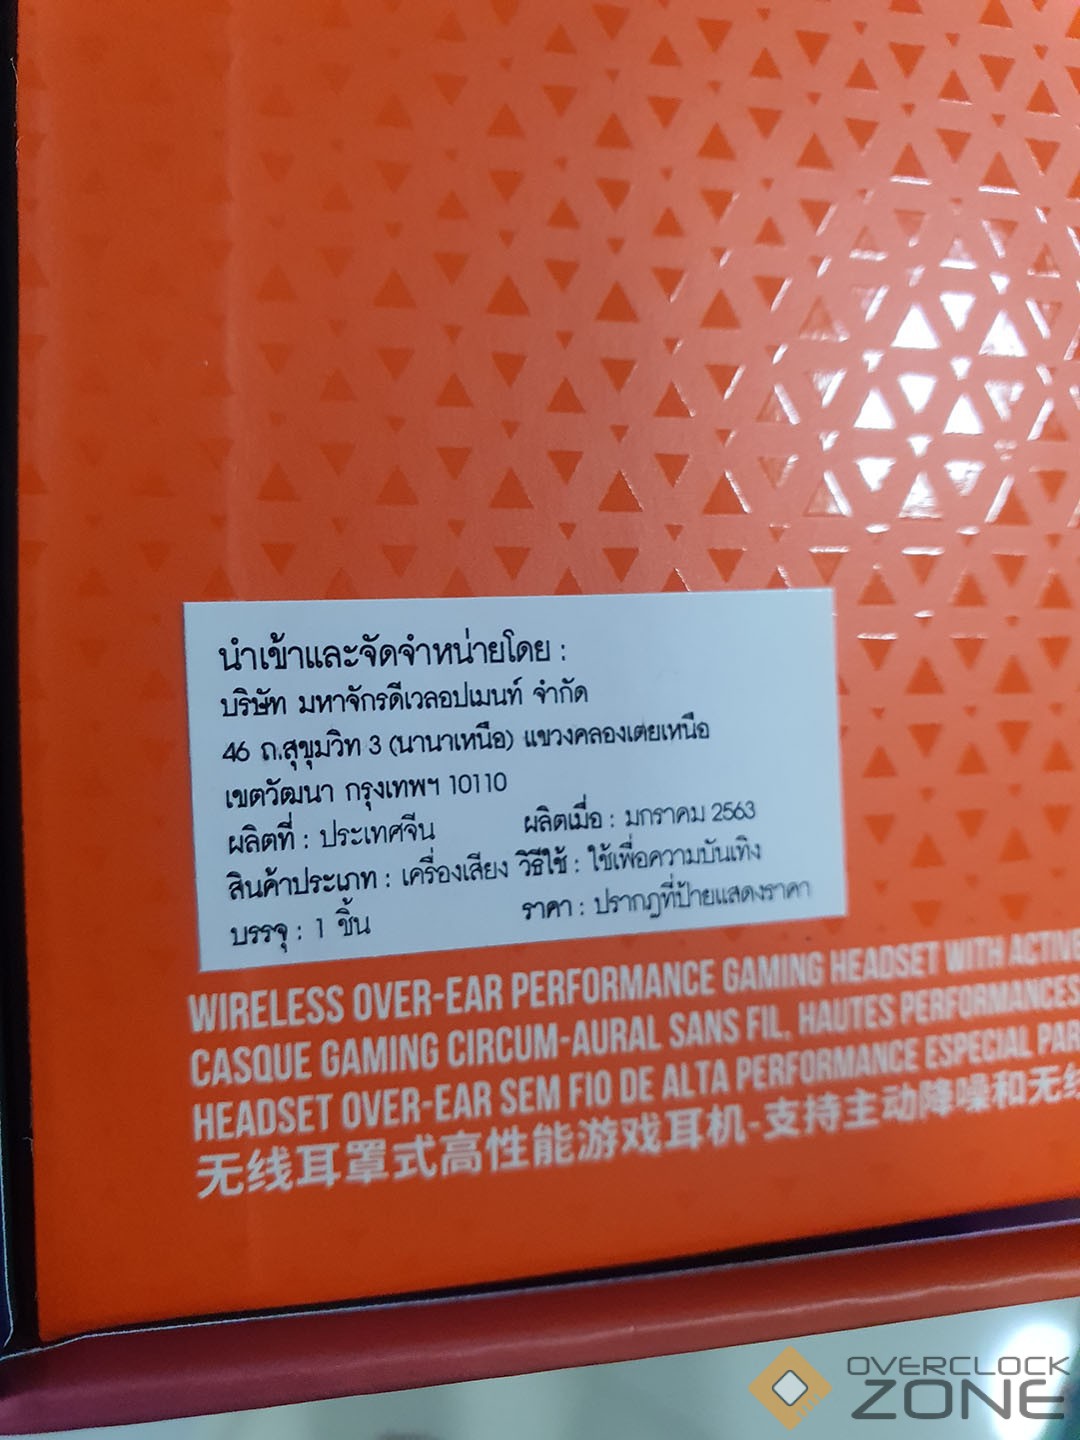 นำเข้าและจัดจำหน่ายโดย :
บริษัท มหาจักรดีเวลอปเมนท์ จำกัด
46 ถ.สุขุมวิท 3 (นานาเหนือ) แขวงคลองเตยเหนือ
เขตวัฒนา กรุงเทพฯ 10110
ผลิตที่ : ประเทศจีน ผลิตเมื่อ : มกราคม 2563
สินค้าประเภท : เครื่องเสียง วิธีใช้ : ใช้เพื่อความบันเทิง
บรรจุ : 1 ชิ้น ราคา : ปรากฏที่ป้ายแสดงราคา
WIRELESS OVER-EAR PERFORMANCE GAMING HEADSET WITH ACTIVE
CASQUE GAMING CIRCUM-AURAL SANS FIL, HAUTES PERFORMANCES
HEADSET OVER-EAR SEM FIO DE ALTA PERFORMANCE ESPECIAL PAR
无线耳罩式高性能游戏耳机-支持主动降噪和无线
OVERCLOCK
ZONE